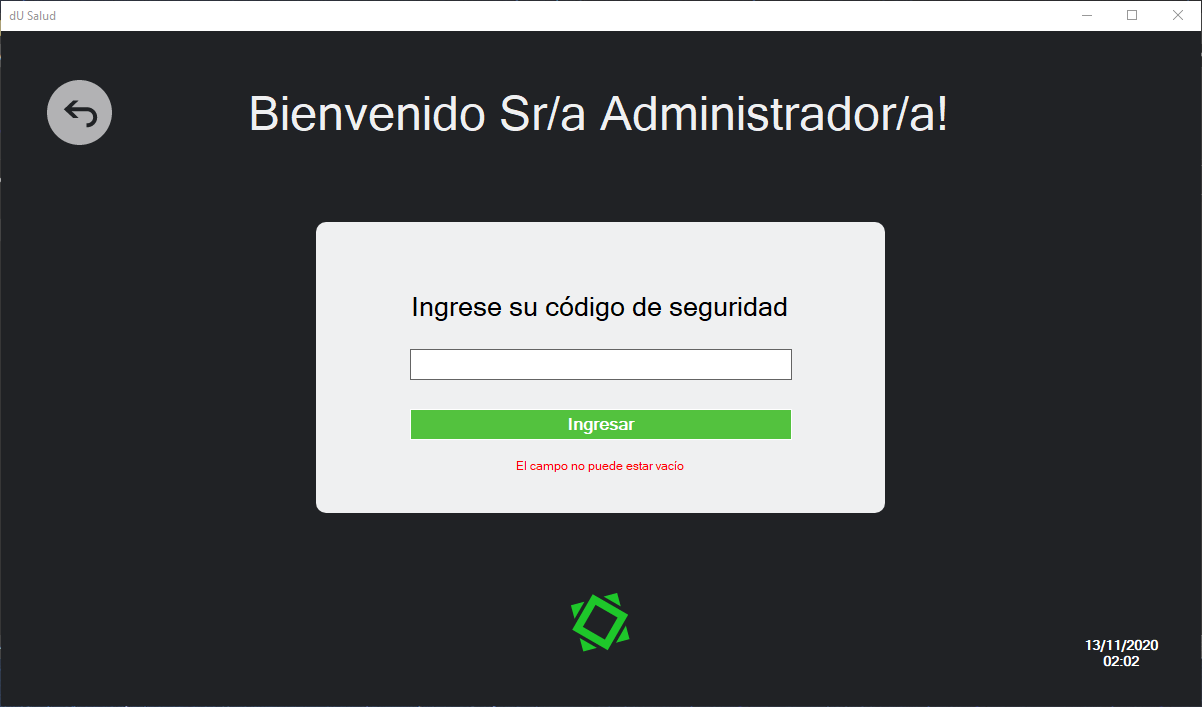 dU Salud
Bienvenido Sr/a Administrador/a!
Ingrese su código de seguridad
Ingresar
El campo no puede estar vacío
13/11/2020
02:02